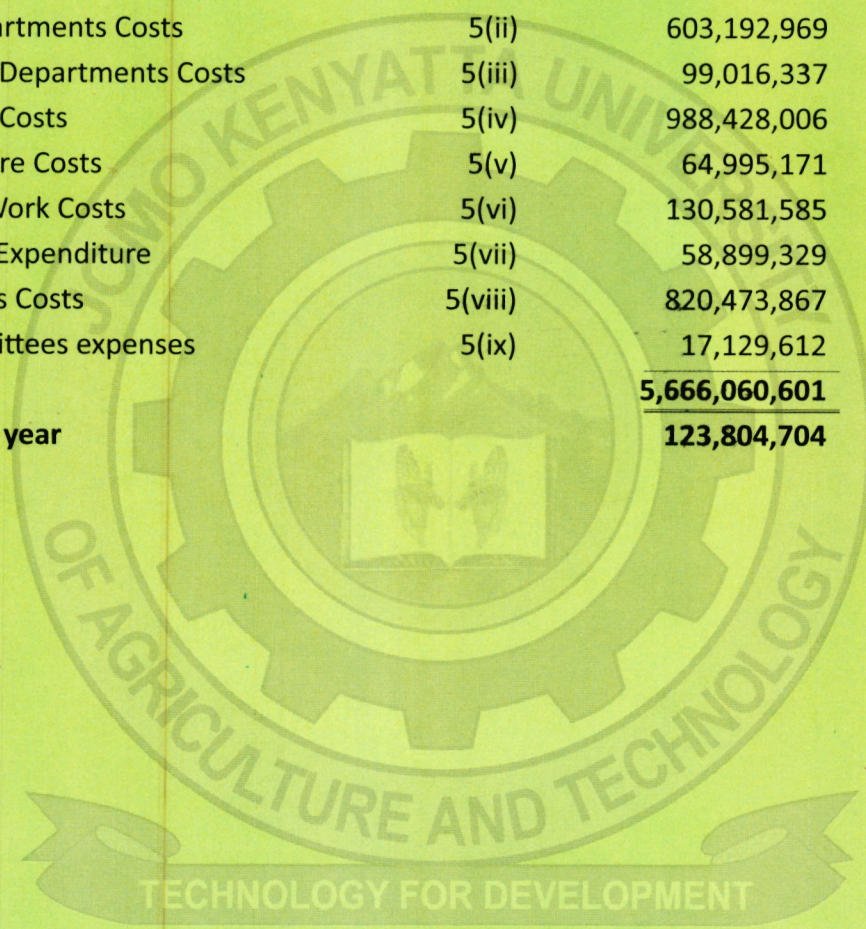 artments Costs 5(ii) 603,192,969
Departments Costs 5(iii) 99,016,337
Costs 5(iv) 988,428,006
re Costs 5(v) 64,995,171
Work Costs 5(vi) 130,581,585
Expenditure 5(vii) 58,899,329
s Costs 5(viii) 820,473,867
ittees expenses 5(ix) 17,129,612
5,666,060,601
year 123,804,704
JOMO KENYATTA UNIVERSITY
OF AGRICULTURE AND TECHNOLOGY
TECHNOLOGY FOR DEVELOPMENT